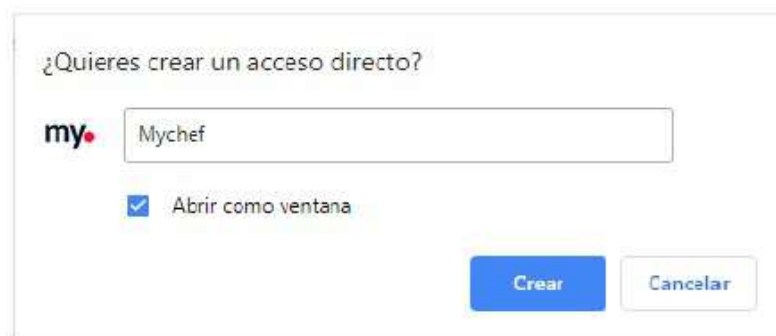 ¿Quieres crear un acceso directo?
my. Mychef
Abrir como ventana
Crear Cancelar